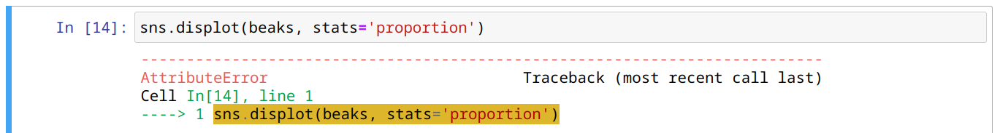 In [14]: sns.displot(beaks, stats='proportion')
---------------------------------------------------------------------------
AttributeError                            Traceback (most recent call last)
Cell In[14], line 1
----> 1 sns.displot(beaks, stats='proportion')